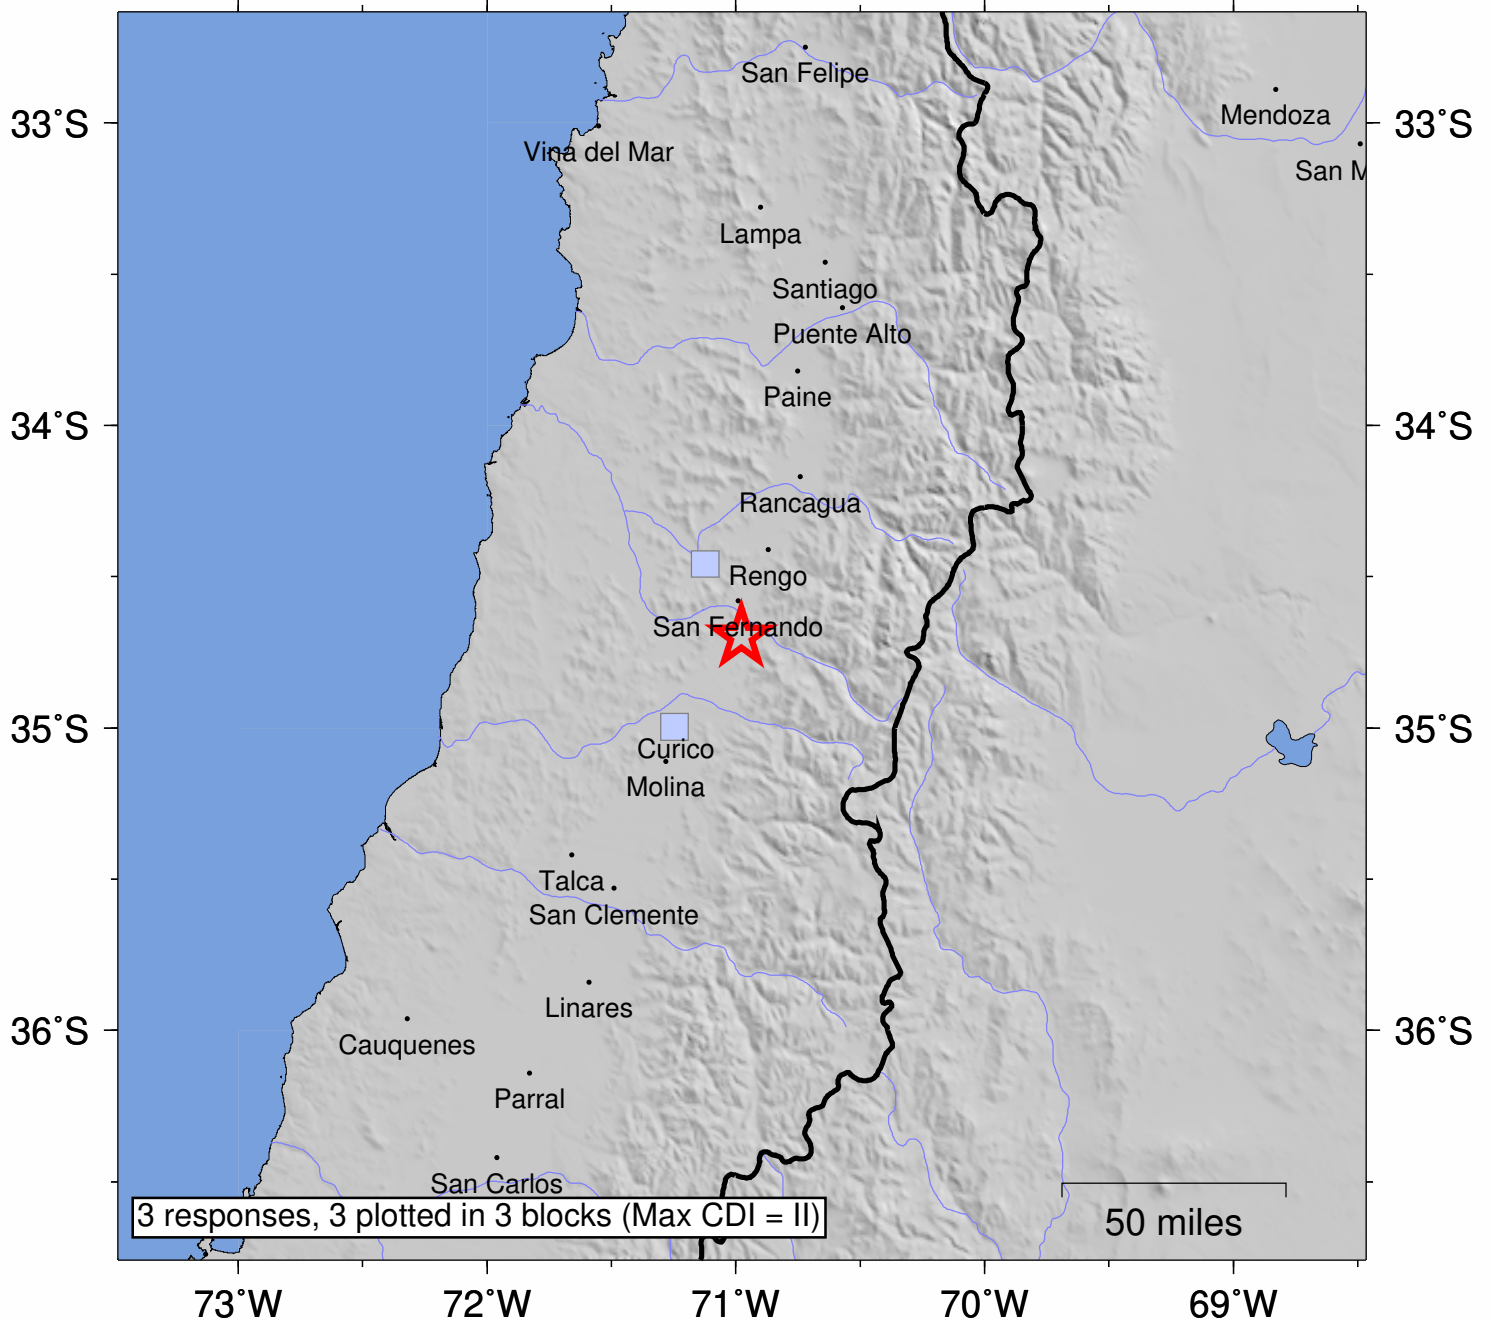 San Felipe
Mendoza
33°S
33°S
Vina del Mar
San M
Lampa
Santiago
Puente Alto
Paine
34°S
34°S
Rancagua
Rengo
San Fernando
35°S
35°S
Curico
Molina
Talca
San Clemente
Linares
36°S
36°S
Cauquenes
Parral
San Carlos
3 responses, 3 plotted in 3 blocks (Max CDI = II)
50 miles
73°W
72°W
71°W
70°W
69°W